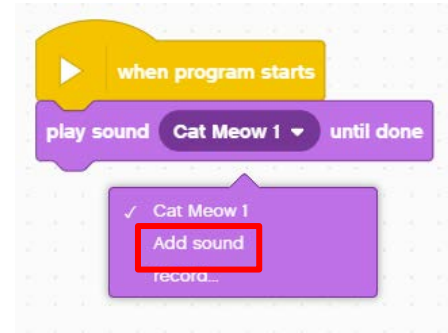 when program starts
play sound Cat Meow 1 until done
✓ Cat Meow 1
Add sound
record...